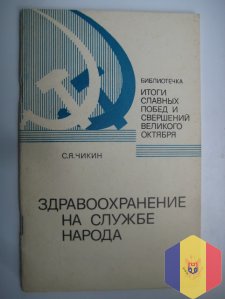 БИБЛИОТЕЧКА
ИТОГИ
СЛАВНЫХ
ПОБЕД И
СВЕРШЕНИЙ
ВЕЛИКОГО
ОКТЯБРЯ
С.Я.ЧИКИН
ЗДРАВООХРАНЕНИЕ
НА СЛУЖБЕ
НАРОДА